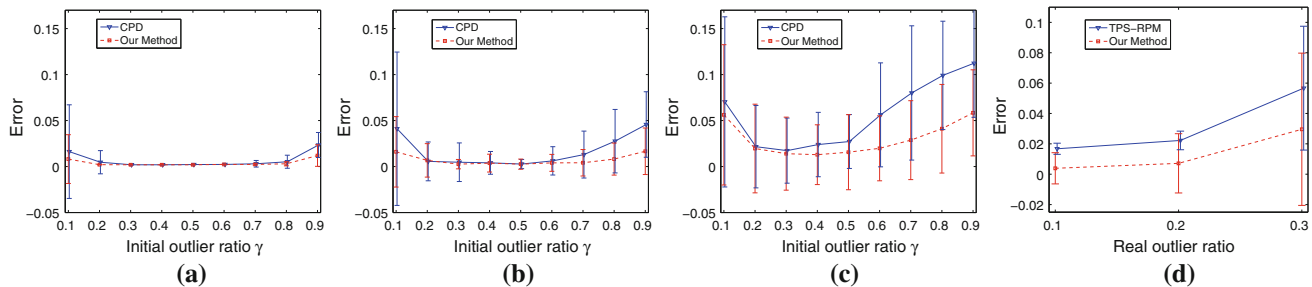 0.15
0.1
0.05
0
−0.05
Error
CPD
Our Method
0.1 0.2 0.3 0.4 0.5 0.6 0.7 0.8 0.9
Initial outlier ratio γ
(a)
0.15
0.1
0.05
0
−0.05
Error
CPD
Our Method
0.1 0.2 0.3 0.4 0.5 0.6 0.7 0.8 0.9
Initial outlier ratio γ
(b)
0.15
0.1
0.05
0
−0.05
Error
CPD
Our Method
0.1 0.2 0.3 0.4 0.5 0.6 0.7 0.8 0.9
Initial outlier ratio γ
(c)
0.1
0.08
0.06
0.04
0.02
0
−0.02
Error
TPS−RPM
Our Method
0.1 0.2 0.3
Real outlier ratio
(d)